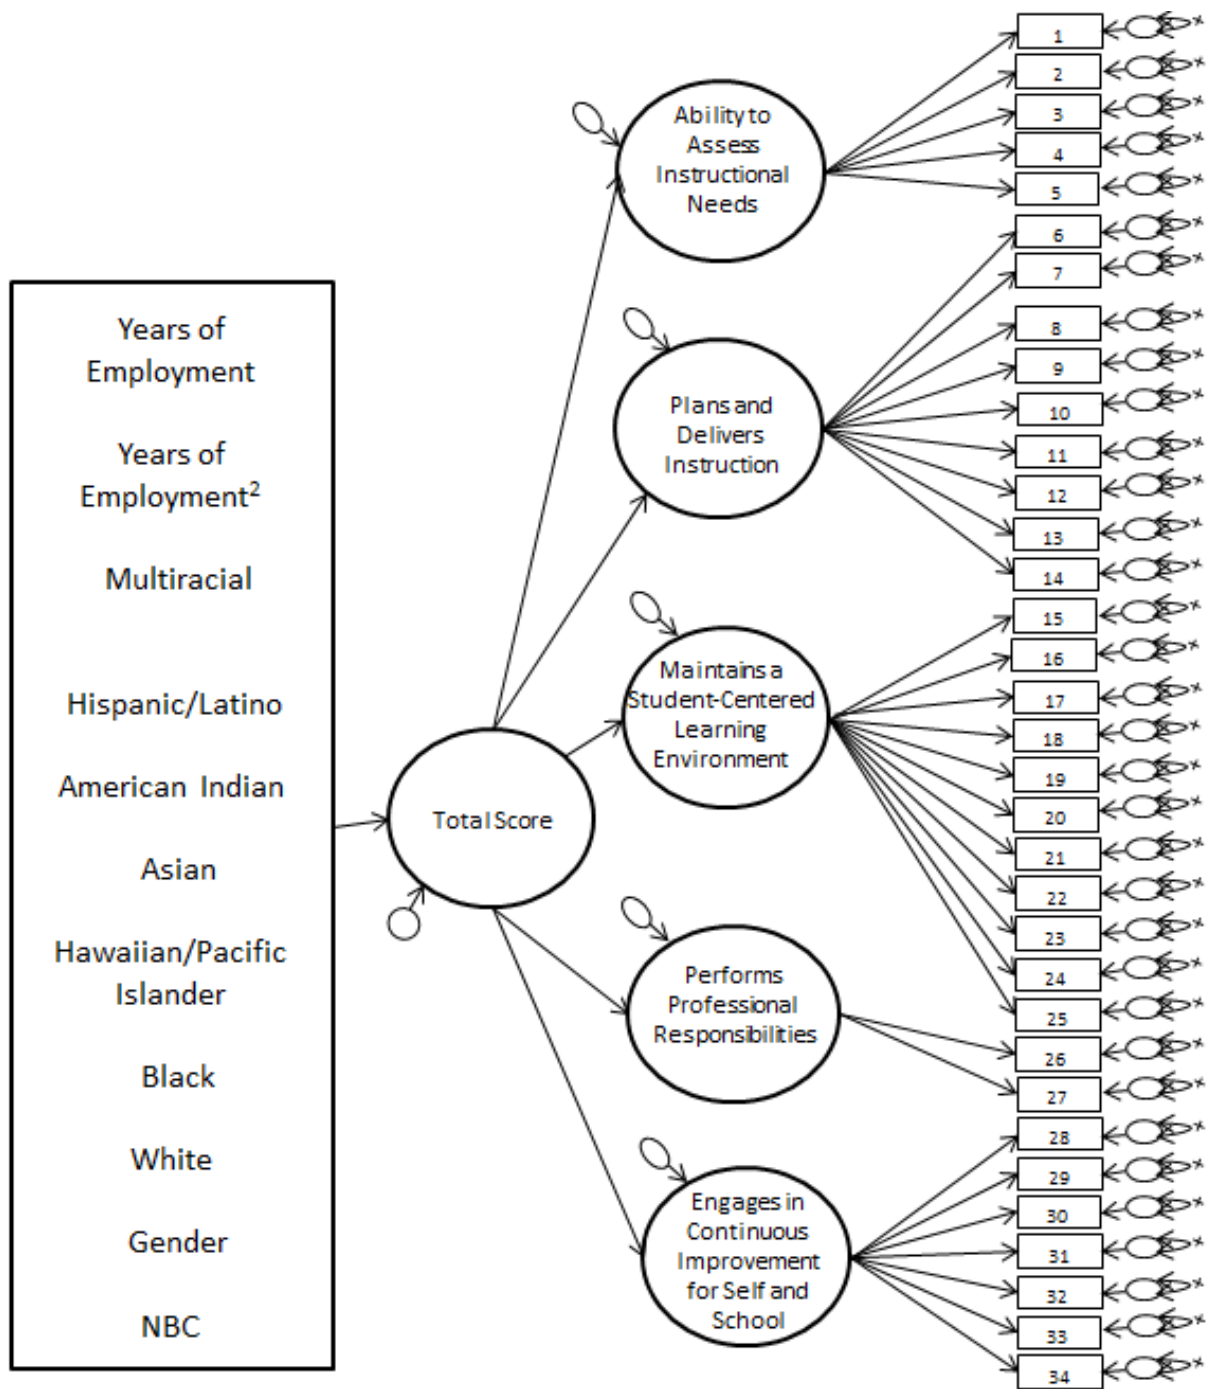 Years of
Employment
Years of
Employment²
Multiracial
Hispanic/Latino
American Indian
Asian
Hawaiian/Pacific
Islander
Black
White
Gender
NBC
Total Score
Ability to
Assess
Instructional
Needs
Plans and
Delivers
Instruction
Maintains a
Student-Centered
Learning
Environment
Performs
Professional
Responsibilities
Engages in
Continuous
Improvement
for Self and
School
1
2
3
4
5
6
7
8
9
10
11
12
13
14
15
16
17
18
19
20
21
22
23
24
25
26
27
28
29
30
31
32
33
34